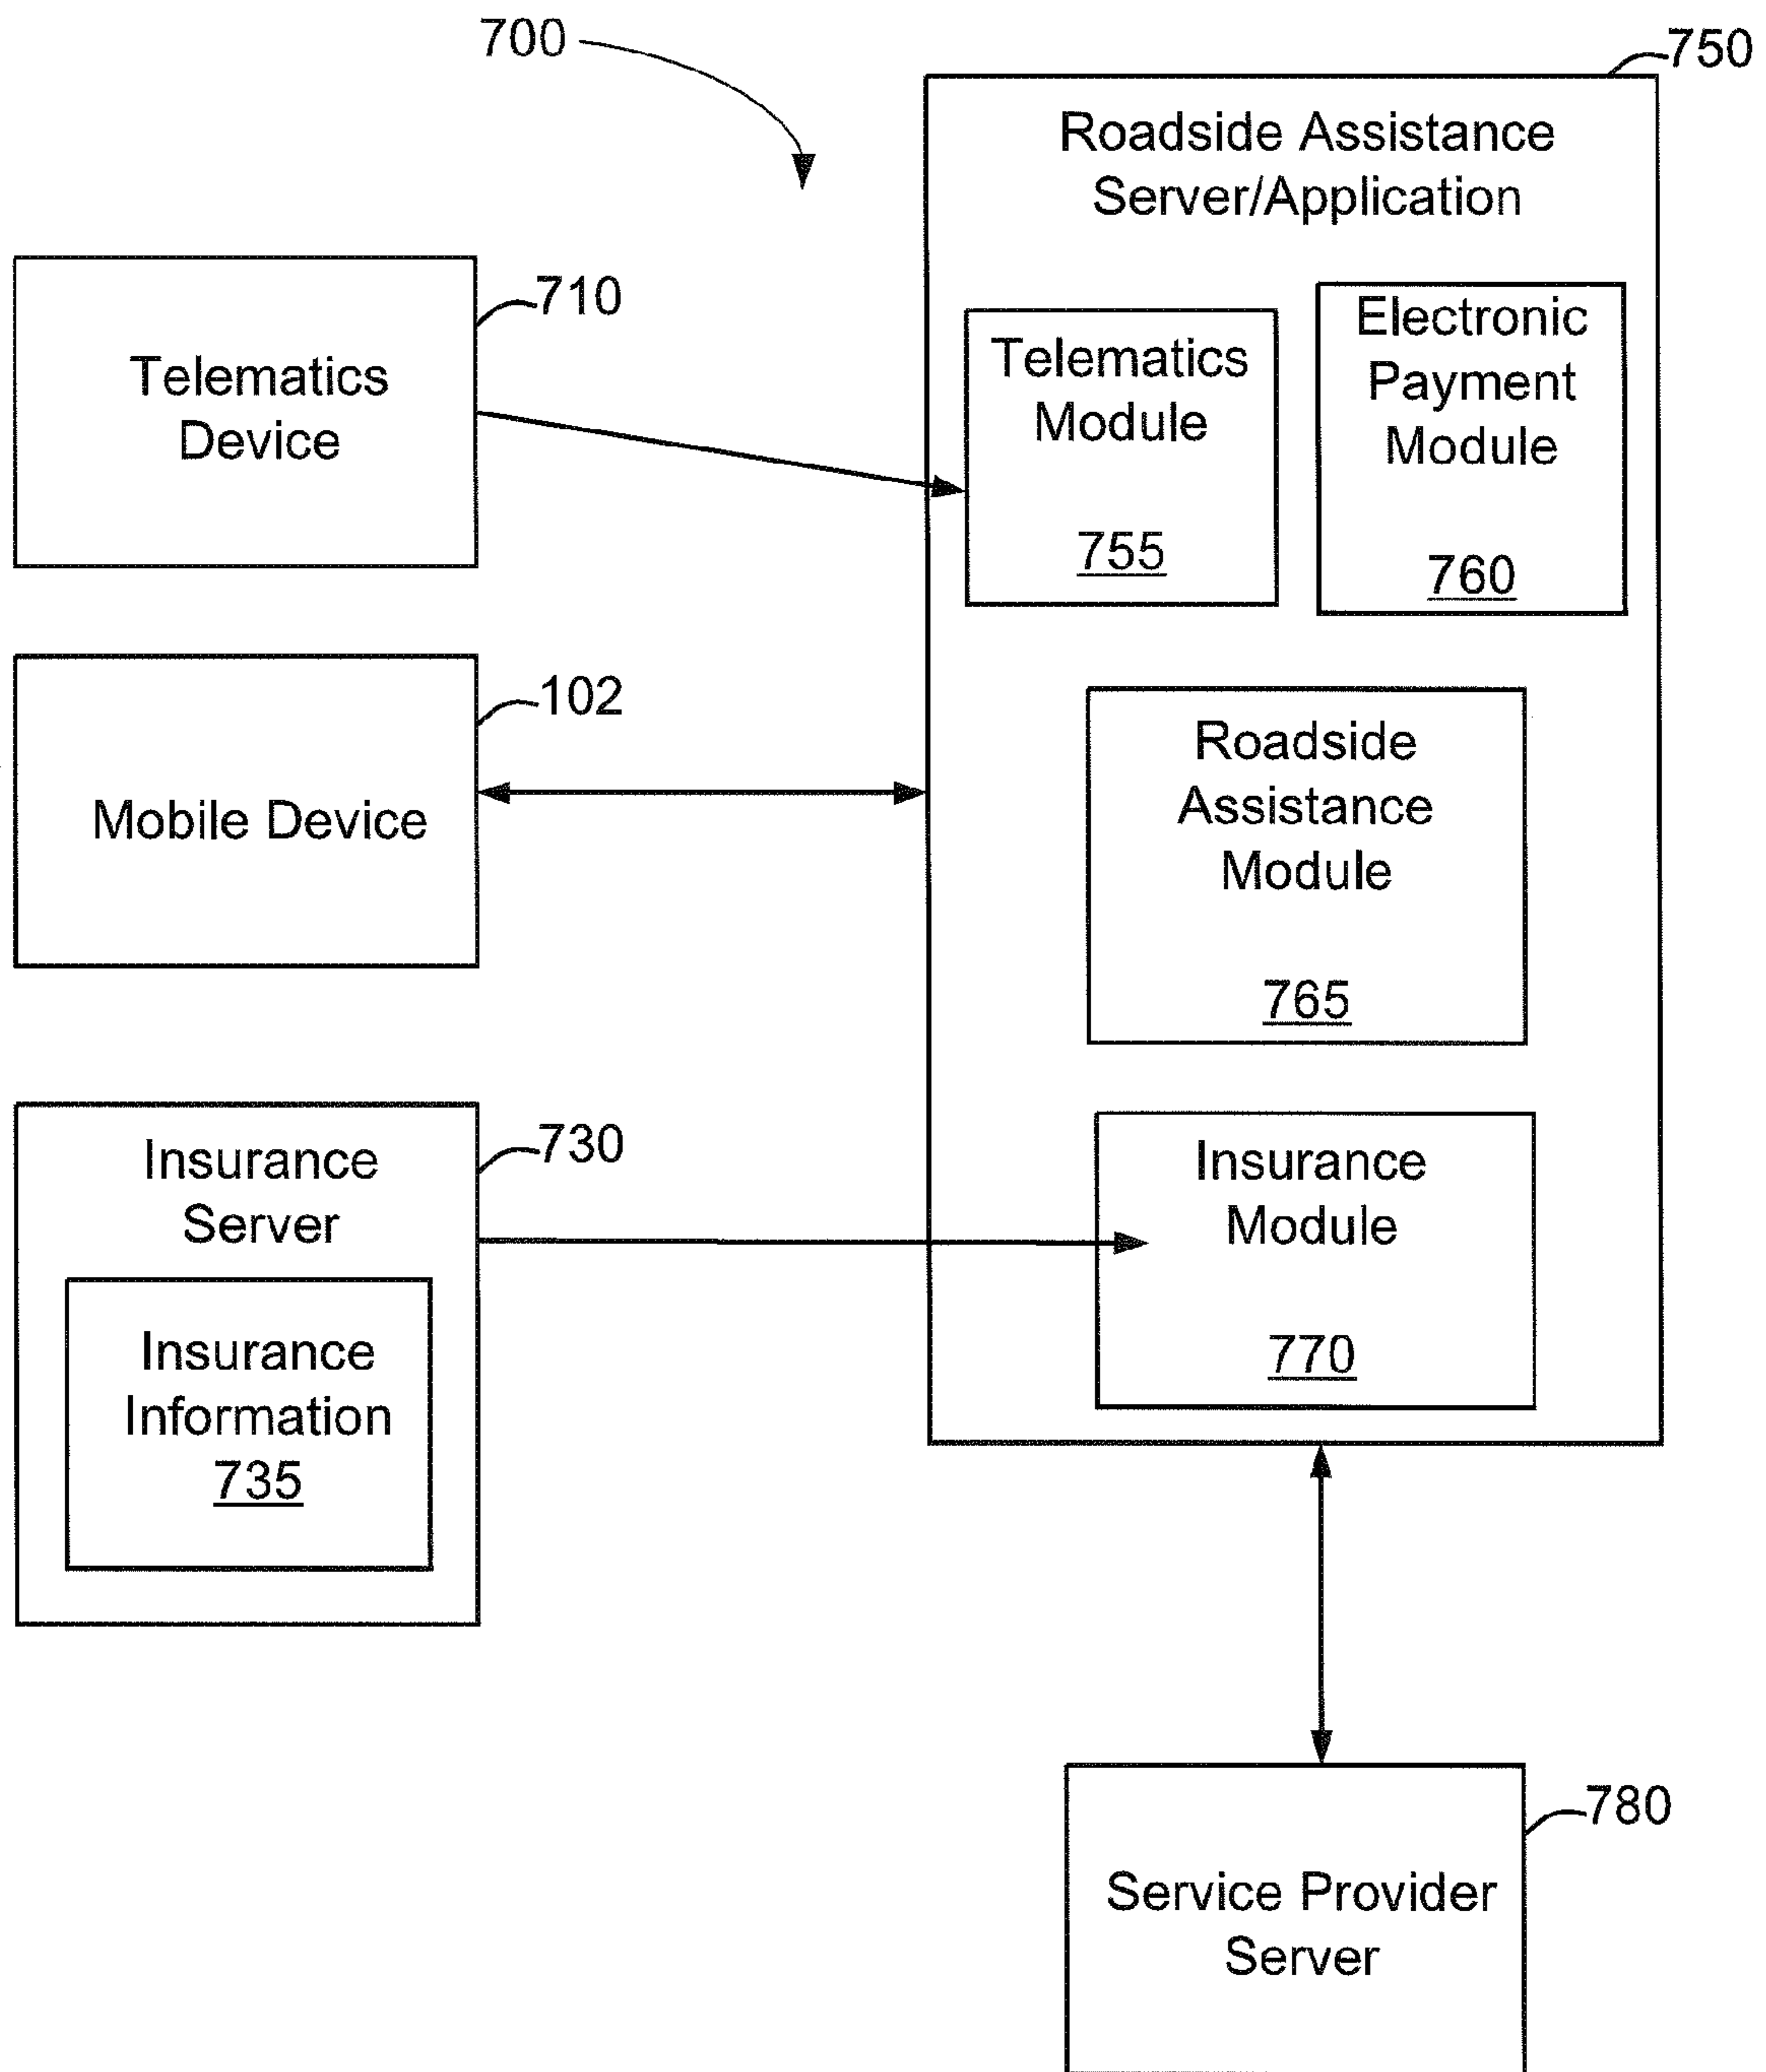 700
750
Roadside Assistance
Server/Application
710
Telematics
Device
Telematics
Module
755
Electronic
Payment
Module
760
102
Mobile Device
Roadside
Assistance
Module
765
730
Insurance
Server
Insurance
Information
735
Insurance
Module
770
780
Service Provider
Server